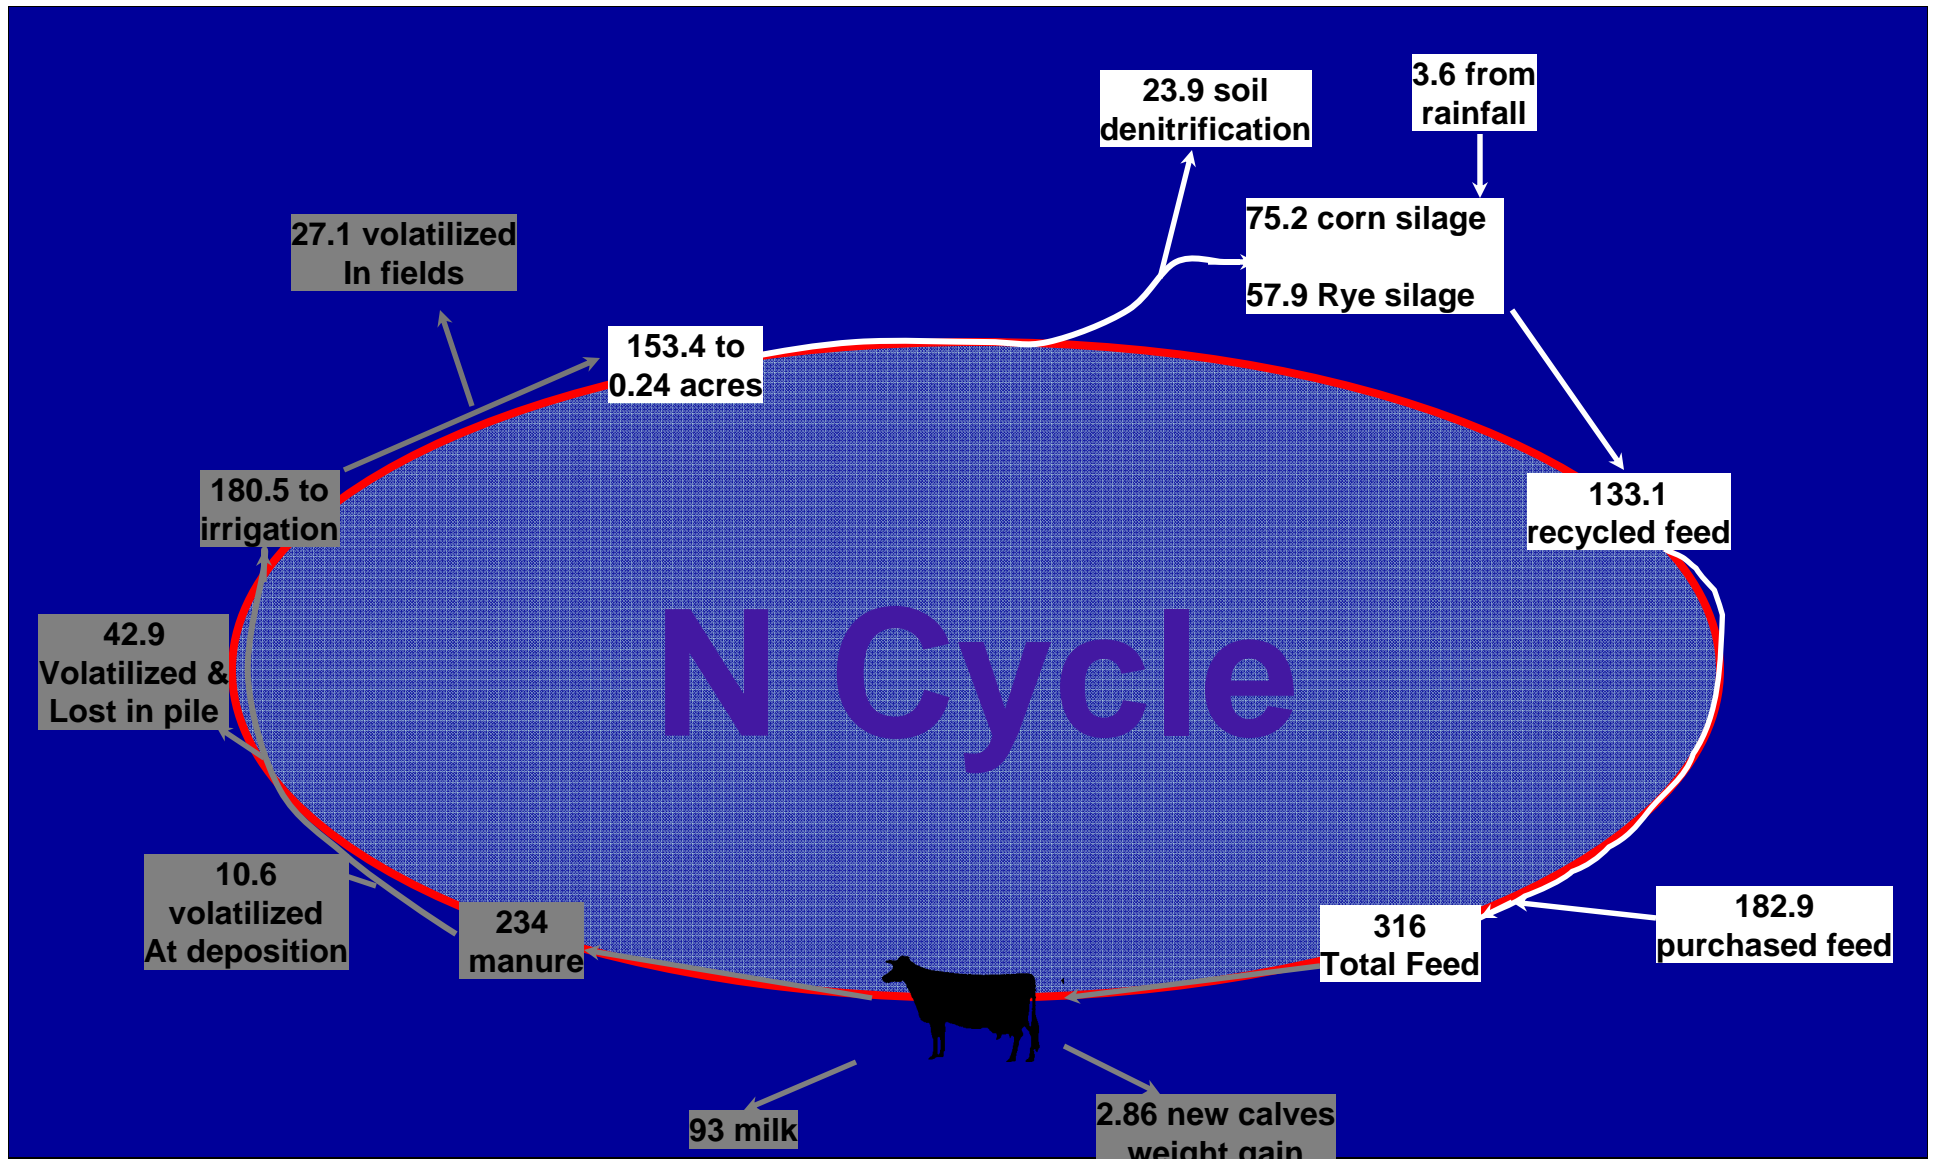 23.9 soil
denitrification
3.6 from
rainfall
75.2 corn silage
57.9 Rye silage
27.1 volatilized
In fields
153.4 to
0.24 acres
180.5 to
irrigation
133.1
recycled feed
42.9
Volatilized &
Lost in pile
N Cycle
10.6
volatilized
At deposition
234
manure
316
Total Feed
182.9
purchased feed
93 milk
2.86 new calves
weight gain